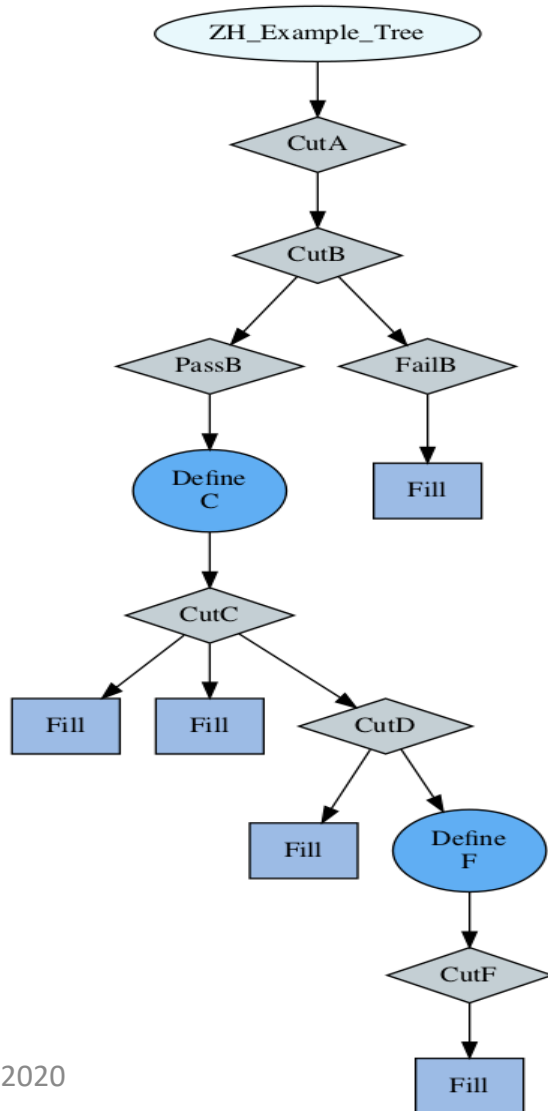 ZH_Example_Tree
CutA
CutB
PassB
FailB
Define
C
Fill
CutC
Fill
Fill
CutD
Fill
Define
F
CutF
2020
Fill